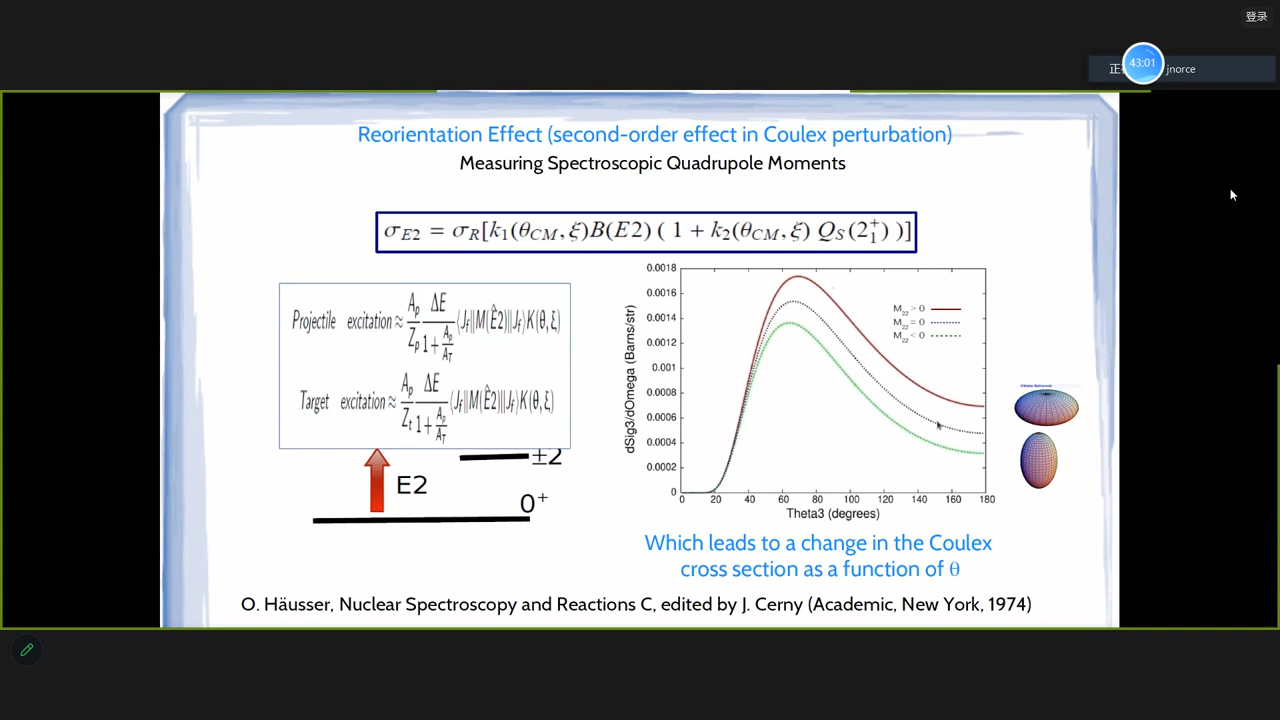 登录
43:01
jnorce
Reorientation Effect (second-order effect in Coulex perturbation)
Measuring Spectroscopic Quadrupole Moments
σ_E2 = σ_R[k_1(θ_CM, ξ)B(E2) ( 1 + k_2(θ_CM, ξ) Q_S(2_1^+) )]
Projectile excitation ≈ A_p/Z_p ΔE/(1+A_p/A_T) ⟨J_f||M(Ê2)||J_f⟩K(θ,ξ)
Target excitation ≈ A_p/Z_t ΔE/(1+A_p/A_T) ⟨J_f||M(Ê2)||J_f⟩K(θ,ξ)
±2
E2
0⁺
dSig3/dOmega (Barns/str)
0.0018
0.0016
0.0014
0.0012
0.001
0.0008
0.0006
0.0004
0.0002
0
0 20 40 60 80 100 120 140 160 180
Theta3 (degrees)
M₂₂ > 0
M₂₂ = 0
M₂₂ < 0
Which leads to a change in the Coulex
cross section as a function of θ
O. Häusser, Nuclear Spectroscopy and Reactions C, edited by J. Cerny (Academic, New York, 1974)